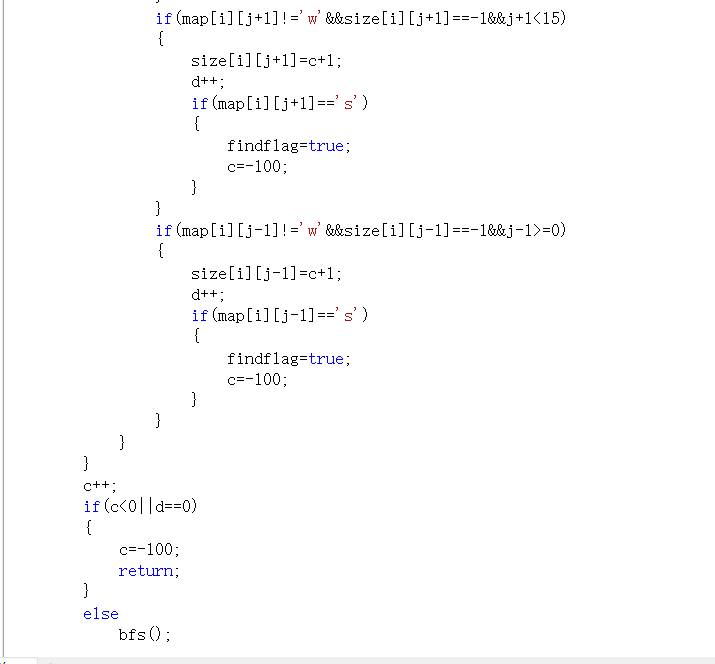 if(map[i][j+1]!='w'&&size[i][j+1]==-1&&j+1<15)
{
size[i][j+1]=c+1;
d++;
if(map[i][j+1]=='s')
{
findflag=true;
c=-100;
}
}
if(map[i][j-1]!='w'&&size[i][j-1]==-1&&j-1>=0)
{
size[i][j-1]=c+1;
d++;
if(map[i][j-1]=='s')
{
findflag=true;
c=-100;
}
}
}
}
c++;
if(c<0||d==0)
{
c=-100;
return;
}
else
bfs();